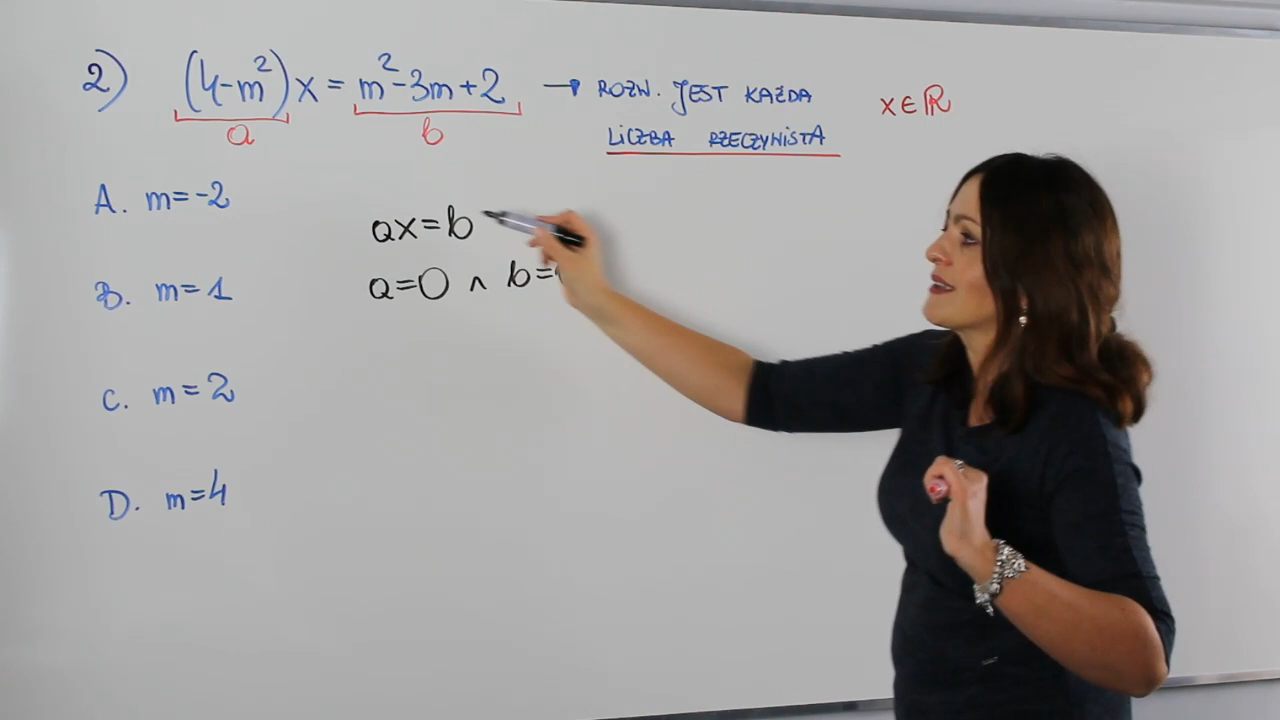 2) (4-m²)x = m²-3m+2 → ROZW. JEST KAŻDA x∈ℝ
a b LICZBA RZECZYWISTA
A. m=-2
ax=b
B. m=1
a=0 ∧ b=
C. m=2
D. m=4